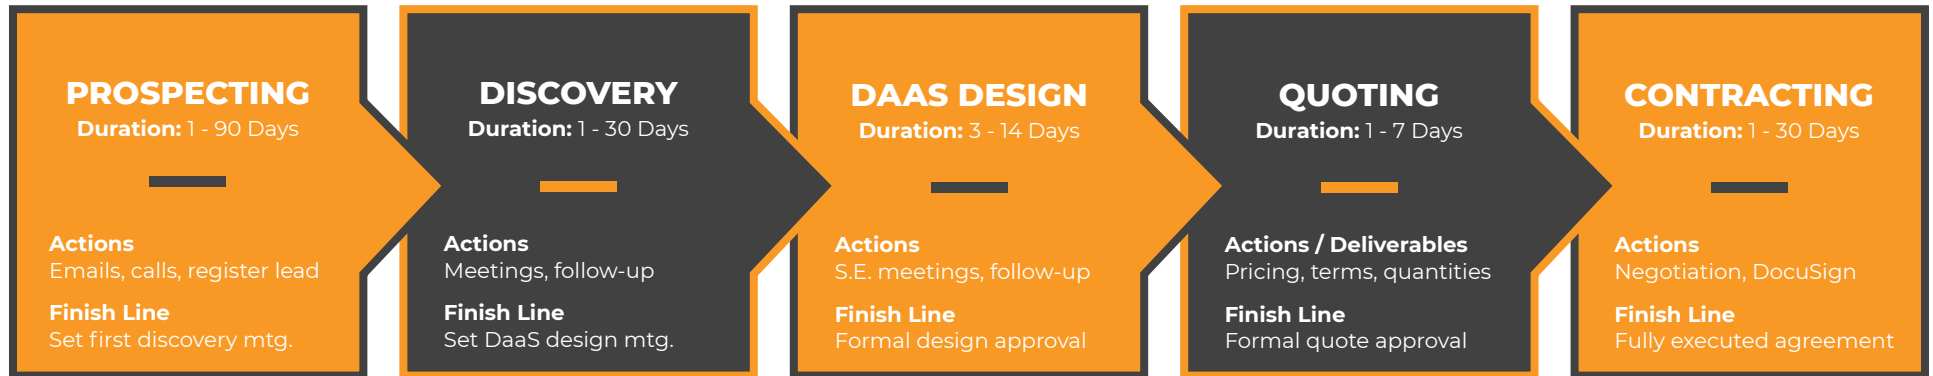 PROSPECTING
Duration: 1 - 90 Days
Actions
Emails, calls, register lead
Finish Line
Set first discovery mtg.
DISCOVERY
Duration: 1 - 30 Days
Actions
Meetings, follow-up
Finish Line
Set DaaS design mtg.
DAAS DESIGN
Duration: 3 - 14 Days
Actions
S.E. meetings, follow-up
Finish Line
Formal design approval
QUOTING
Duration: 1 - 7 Days
Actions / Deliverables
Pricing, terms, quantities
Finish Line
Formal quote approval
CONTRACTING
Duration: 1 - 30 Days
Actions
Negotiation, DocuSign
Finish Line
Fully executed agreement